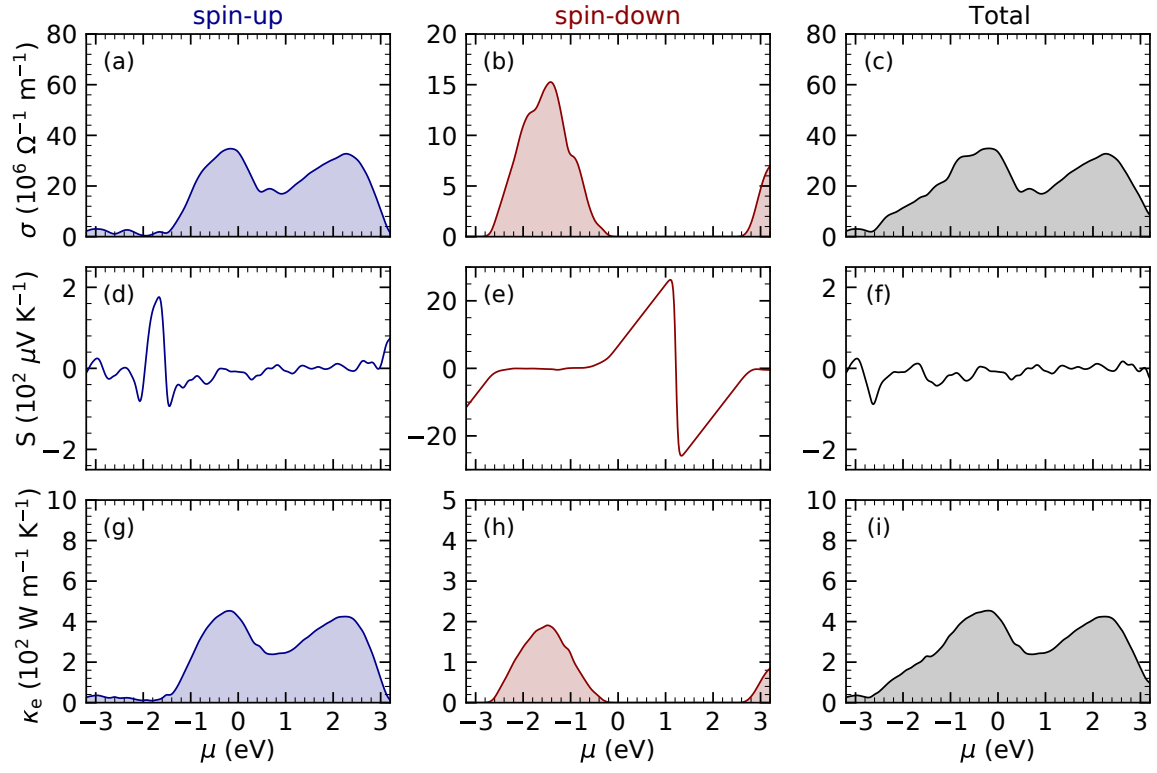 spin-up spin-down Total
(a) (b) (c)
σ (10⁶ Ω⁻¹ m⁻¹)
80 60 40 20 0
20 15 10 5 0
80 60 40 20 0
(d) (e) (f)
S (10² μV K⁻¹)
2 0 −2
20 0 −20
2 0 −2
(g) (h) (i)
κₑ (10² W m⁻¹ K⁻¹)
10 8 6 4 2 0
5 4 3 2 1 0
10 8 6 4 2 0
−3 −2 −1 0 1 2 3
−3 −2 −1 0 1 2 3
−3 −2 −1 0 1 2 3
μ (eV) μ (eV) μ (eV)